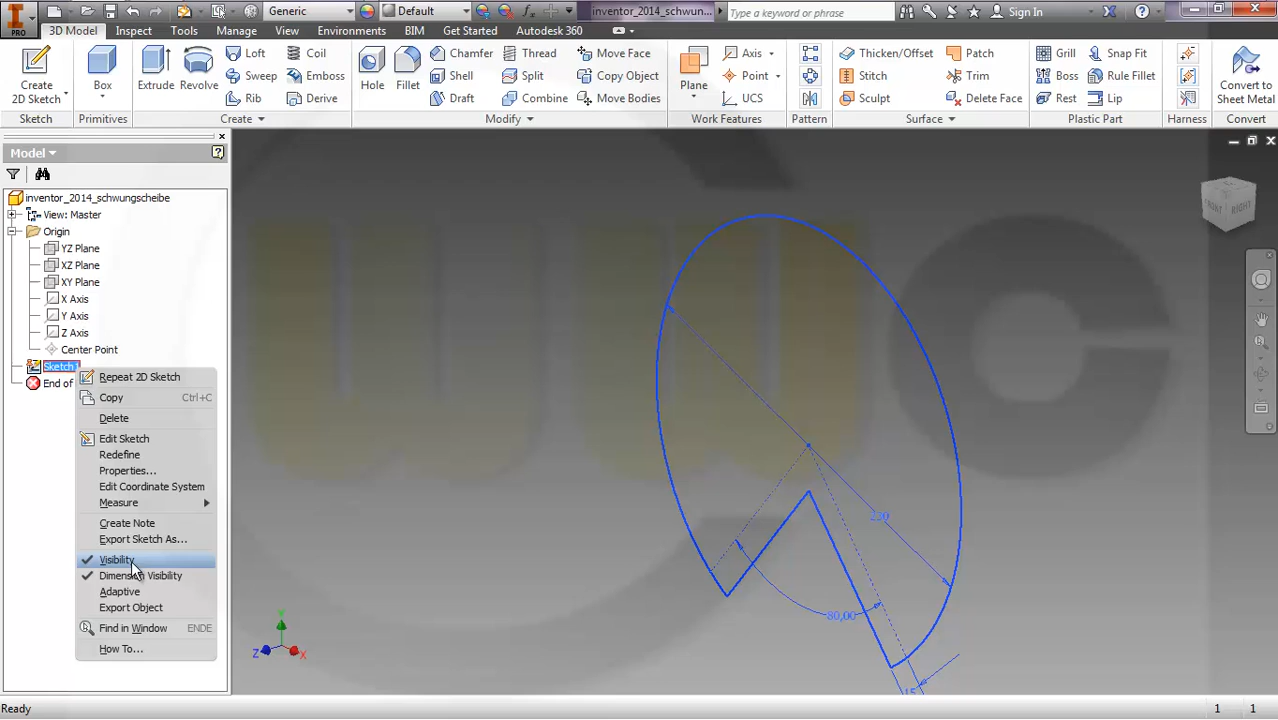 PRO
Generic
Default
inventor_2014_schwun...
Type a keyword or phrase
Sign In
3D Model
Inspect
Tools
Manage
View
Environments
BIM
Get Started
Autodesk 360
Create
2D Sketch
Box
Extrude
Revolve
Loft
Sweep
Rib
Coil
Emboss
Derive
Hole
Fillet
Chamfer
Shell
Draft
Thread
Split
Combine
Move Face
Copy Object
Move Bodies
Plane
Axis
Point
UCS
Thicken/Offset
Stitch
Sculpt
Patch
Trim
Delete Face
Grill
Boss
Rest
Snap Fit
Rule Fillet
Lip
Convert to
Sheet Metal
Sketch
Primitives
Create
Modify
Work Features
Pattern
Surface
Plastic Part
Harness
Convert
Model
inventor_2014_schwungscheibe
View: Master
Origin
YZ Plane
XZ Plane
XY Plane
X Axis
Y Axis
Z Axis
Center Point
Sketch1
End of
Repeat 2D Sketch
Copy Ctrl+C
Delete
Edit Sketch
Redefine
Properties...
Edit Coordinate System
Measure
Create Note
Export Sketch As...
Visibility
Dimension Visibility
Adaptive
Export Object
Find in Window ENDE
How To...
FRONT
RIGHT
220
80,00
15
Y
Z
X
Ready
1
1